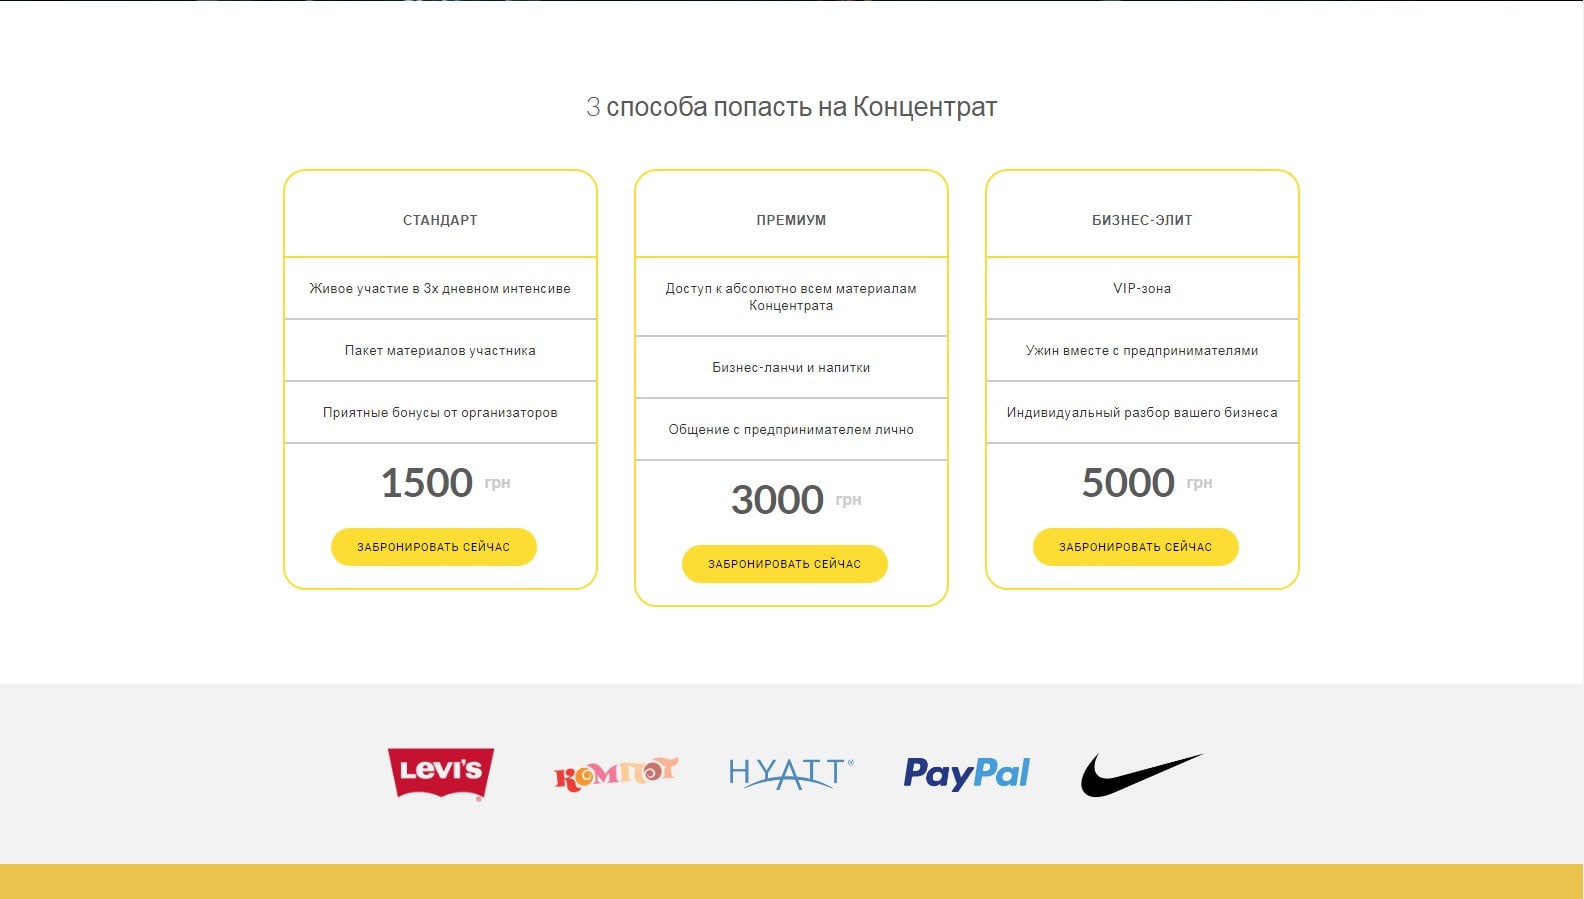 3 способа попасть на Концентрат
СТАНДАРТ
Живое участие в 3х дневном интенсиве
Пакет материалов участника
Приятные бонусы от организаторов
1500 грн
ЗАБРОНИРОВАТЬ СЕЙЧАС
ПРЕМИУМ
Доступ к абсолютно всем материалам
Концентрата
Бизнес-ланчи и напитки
Общение с предпринимателем лично
3000 грн
ЗАБРОНИРОВАТЬ СЕЙЧАС
БИЗНЕС-ЭЛИТ
VIP-зона
Ужин вместе с предпринимателями
Индивидуальный разбор вашего бизнеса
5000 грн
ЗАБРОНИРОВАТЬ СЕЙЧАС
LEVI'S ®
КОМПОТ
HYATT ®
PayPal